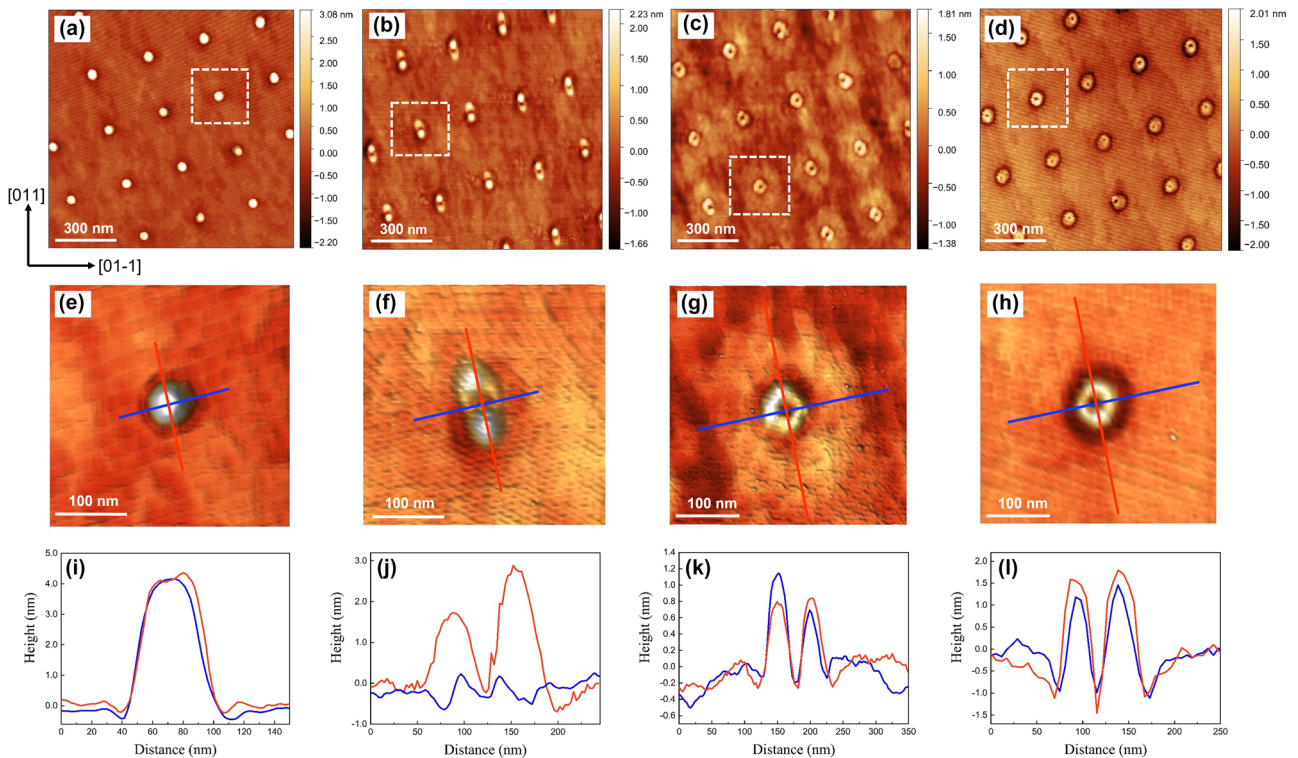 (a)
3.08 nm
2.50
2.00
1.50
1.00
0.50
0.00
−0.50
−1.00
−1.50
−2.20
300 nm
(b)
2.23 nm
2.00
1.50
1.00
0.50
0.00
−0.50
−1.00
−1.66
300 nm
(c)
1.81 nm
1.50
1.00
0.50
0.00
−0.50
−1.00
−1.38
300 nm
(d)
2.01 nm
1.50
1.00
0.50
0.00
−0.50
−1.00
−1.50
−2.00
300 nm
[011]
[01-1]
(e)
100 nm
(f)
100 nm
(g)
100 nm
(h)
100 nm
(i)
Height (nm)
5.0
4.0
3.0
2.0
1.0
0.0
0 20 40 60 80 100 120 140
Distance (nm)
(j)
Height (nm)
3.0
2.0
1.0
0.0
-1.0
0 50 100 150 200
Distance (nm)
(k)
Height (nm)
1.4
1.2
1.0
0.8
0.6
0.4
0.2
0.0
-0.2
-0.4
-0.6
0 50 100 150 200 250 300 350
Distance (nm)
(l)
Height (nm)
2.0
1.5
1.0
0.5
0.0
-0.5
-1.0
-1.5
0 50 100 150 200 250
Distance (nm)